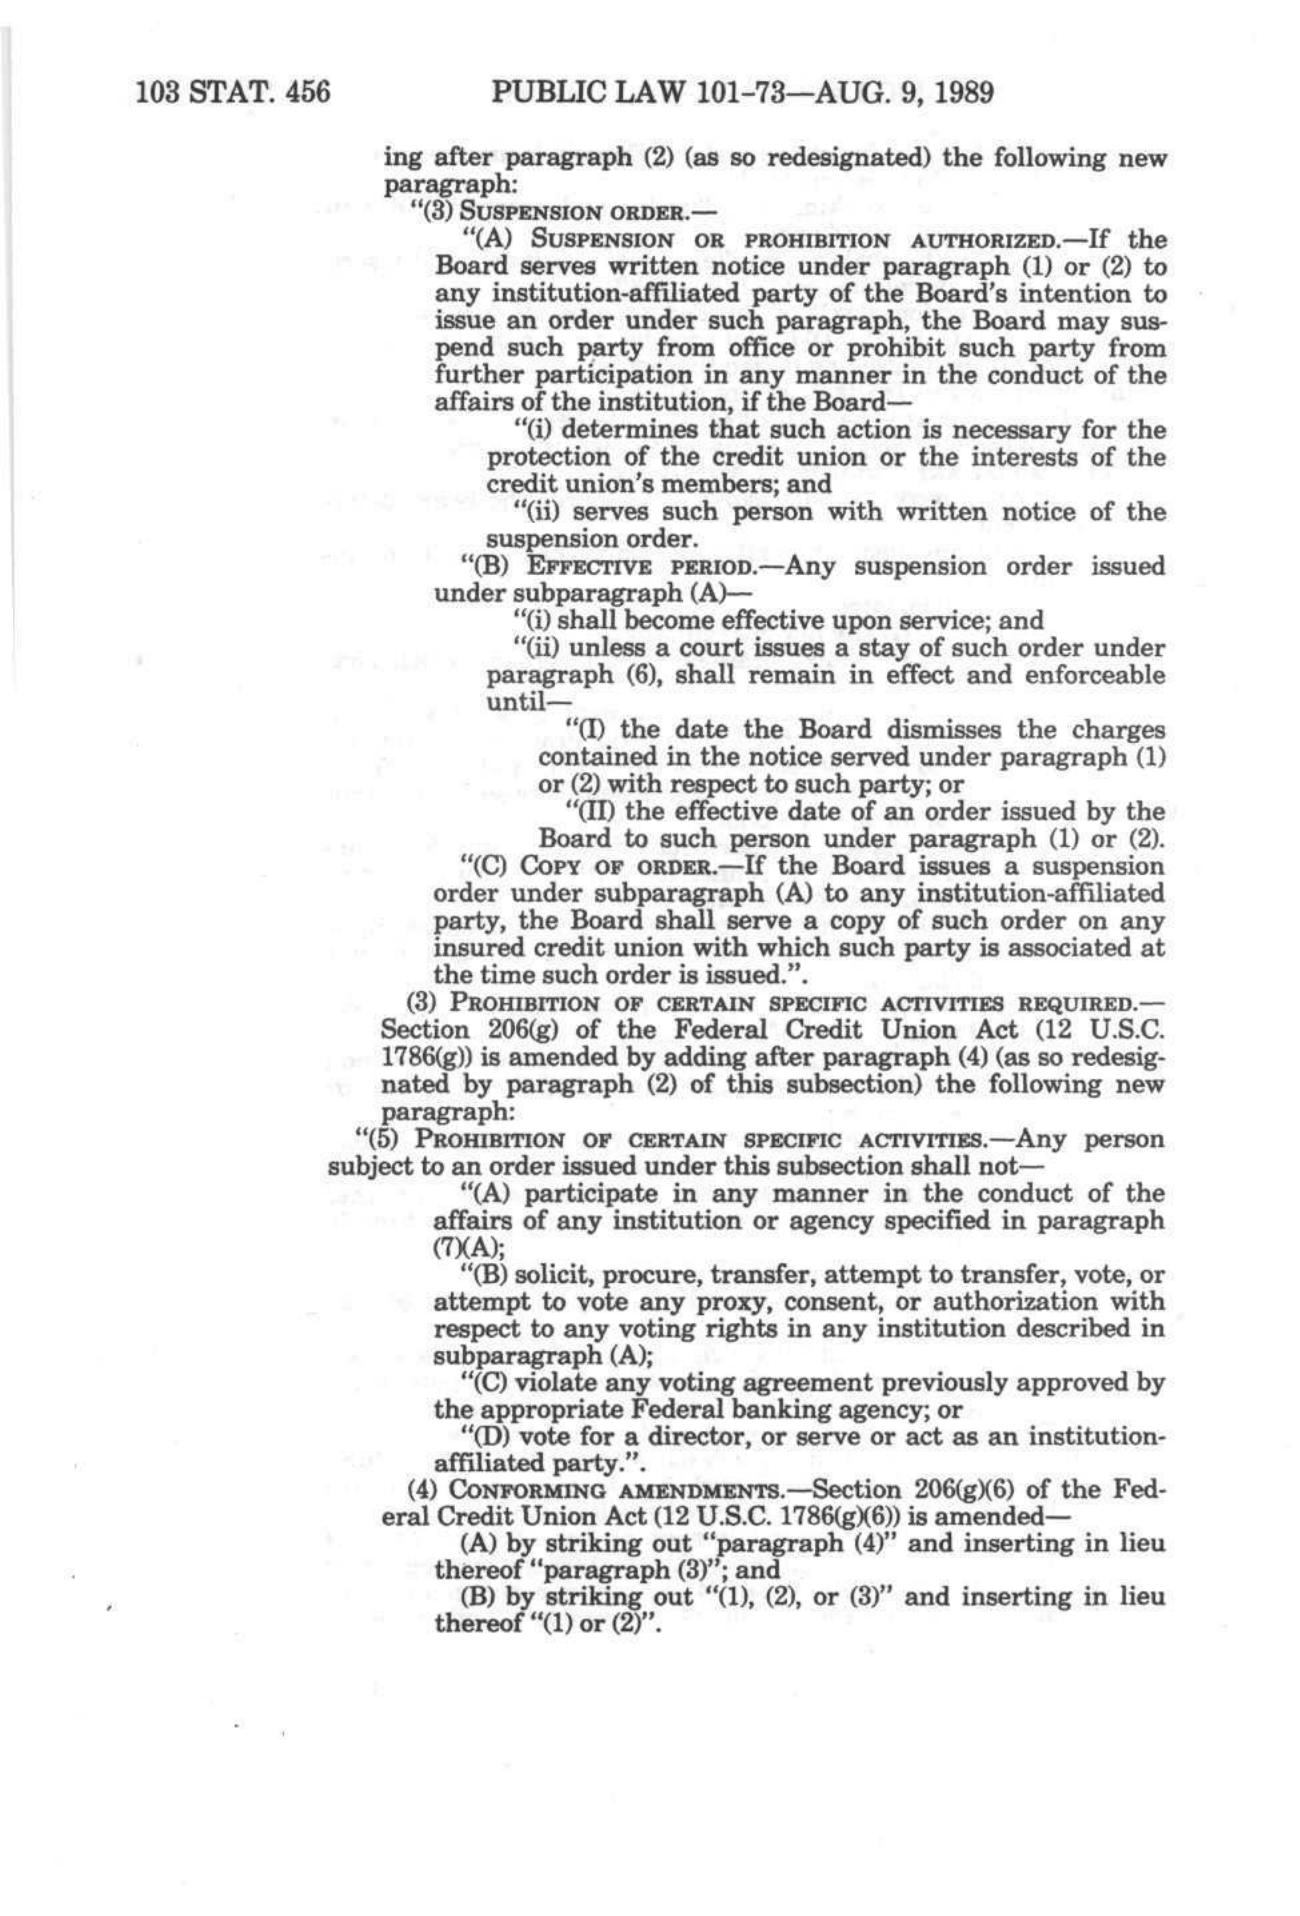 103 STAT. 456 PUBLIC LAW 101-73—AUG. 9, 1989
ing after paragraph (2) (as so redesignated) the following new
paragraph:
"(3) SUSPENSION ORDER.—
"(A) SUSPENSION OR PROHIBITION AUTHORIZED.—If the
Board serves written notice under paragraph (1) or (2) to
any institution-affiliated party of the Board's intention to
issue an order under such paragraph, the Board may sus-
pend such party from office or prohibit such party from
further participation in any manner in the conduct of the
affairs of the institution, if the Board—
"(i) determines that such action is necessary for the
protection of the credit union or the interests of the
credit union's members; and
"(ii) serves such person with written notice of the
suspension order.
"(B) EFFECTIVE PERIOD.—Any suspension order issued
under subparagraph (A)—
"(i) shall become effective upon service; and
"(ii) unless a court issues a stay of such order under
paragraph (6), shall remain in effect and enforceable
until—
"(I) the date the Board dismisses the charges
contained in the notice served under paragraph (1)
or (2) with respect to such party; or
"(II) the effective date of an order issued by the
Board to such person under paragraph (1) or (2).
"(C) COPY OF ORDER.—If the Board issues a suspension
order under subparagraph (A) to any institution-affiliated
party, the Board shall serve a copy of such order on any
insured credit union with which such party is associated at
the time such order is issued.".
(3) PROHIBITION OF CERTAIN SPECIFIC ACTIVITIES REQUIRED.—
Section 206(g) of the Federal Credit Union Act (12 U.S.C.
1786(g)) is amended by adding after paragraph (4) (as so redesig-
nated by paragraph (2) of this subsection) the following new
paragraph:
"(5) PROHIBITION OF CERTAIN SPECIFIC ACTIVITIES.—Any person
subject to an order issued under this subsection shall not—
"(A) participate in any manner in the conduct of the
affairs of any institution or agency specified in paragraph
(7)(A);
"(B) solicit, procure, transfer, attempt to transfer, vote, or
attempt to vote any proxy, consent, or authorization with
respect to any voting rights in any institution described in
subparagraph (A);
"(C) violate any voting agreement previously approved by
the appropriate Federal banking agency; or
"(D) vote for a director, or serve or act as an institution-
affiliated party.".
(4) CONFORMING AMENDMENTS.—Section 206(g)(6) of the Fed-
eral Credit Union Act (12 U.S.C. 1786(g)(6)) is amended—
(A) by striking out "paragraph (4)" and inserting in lieu
thereof "paragraph (3)"; and
(B) by striking out "(1), (2), or (3)" and inserting in lieu
thereof "(1) or (2)".